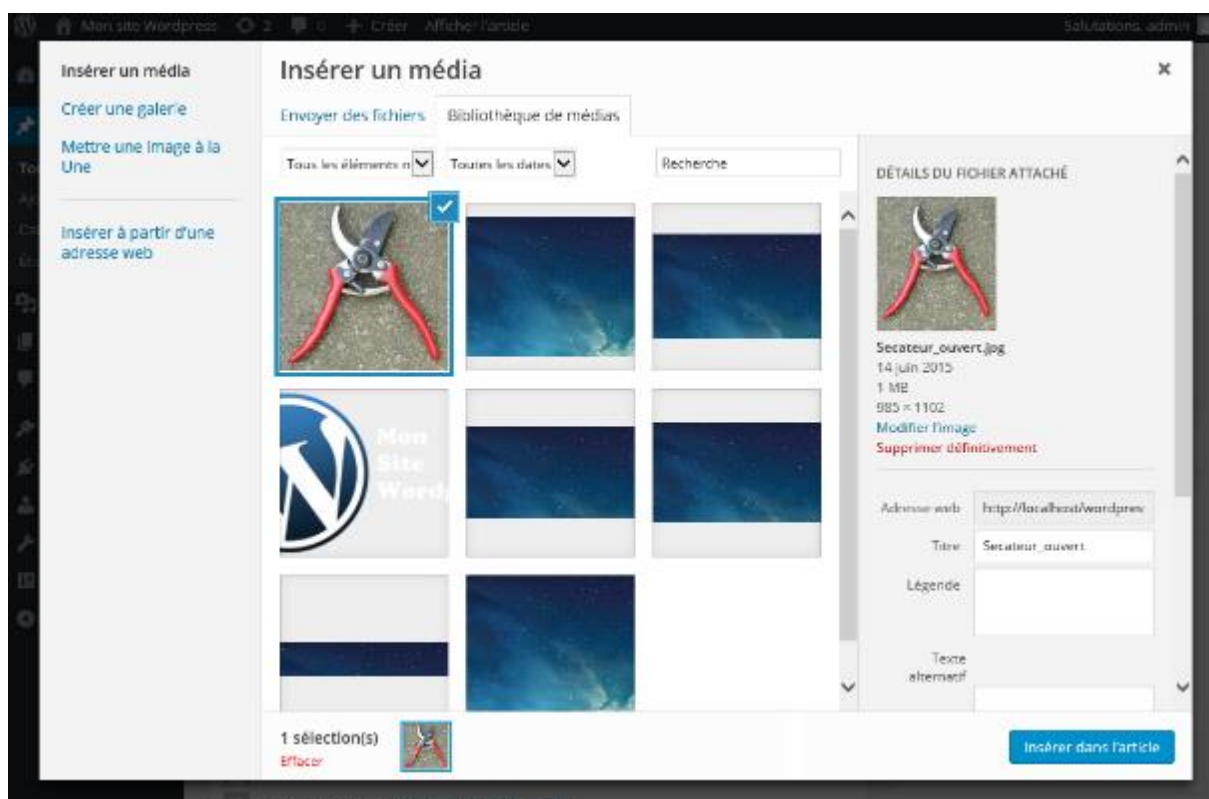 Mon site Wordpress 2 0 + Créer Afficher l'article Salutations, admin
Insérer un média
Créer une galerie
Mettre une image à la
Une
Insérer à partir d'une
adresse web
Insérer un média
Envoyer des fichiers Bibliothèque de médias
Tous les éléments Toutes les dates Recherche
Mon
Site
DÉTAILS DU FICHIER ATTACHÉ
Secateur_ouvert.jpg
14 juin 2015
1 MB
985 × 1102
Modifier l'image
Supprimer définitivement
Adresse web http://localhost/wordpres
Titre Secateur_ouvert
Légende
Texte
alternatif
1 sélection(s)
Effacer
Insérer dans l'article